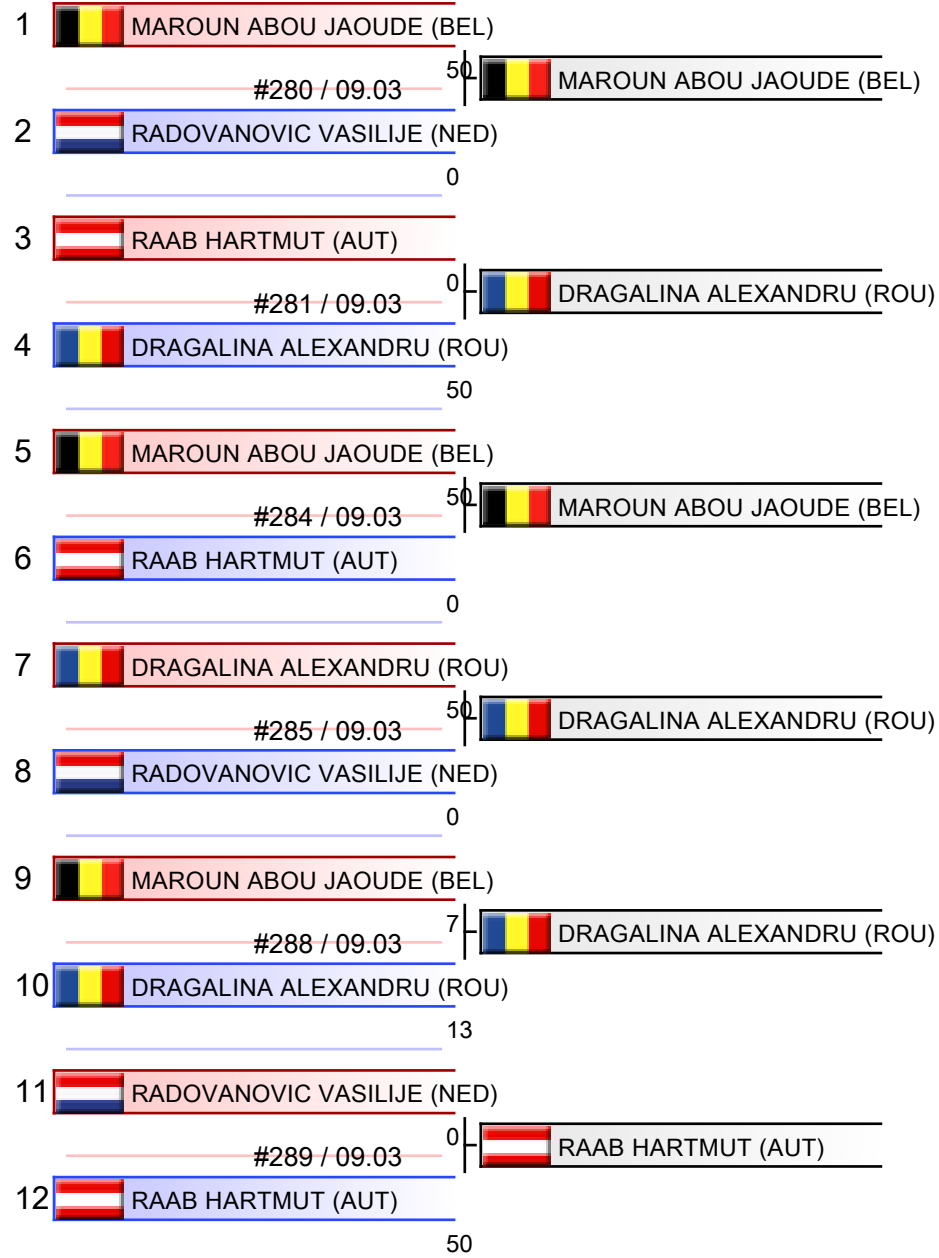 1 MAROUN ABOU JAOUDE (BEL)
50 MAROUN ABOU JAOUDE (BEL)
#280 / 09.03
2 RADOVANOVIC VASILIJE (NED)
0
3 RAAB HARTMUT (AUT)
0 DRAGALINA ALEXANDRU (ROU)
#281 / 09.03
4 DRAGALINA ALEXANDRU (ROU)
50
5 MAROUN ABOU JAOUDE (BEL)
50 MAROUN ABOU JAOUDE (BEL)
#284 / 09.03
6 RAAB HARTMUT (AUT)
0
7 DRAGALINA ALEXANDRU (ROU)
50 DRAGALINA ALEXANDRU (ROU)
#285 / 09.03
8 RADOVANOVIC VASILIJE (NED)
0
9 MAROUN ABOU JAOUDE (BEL)
7 DRAGALINA ALEXANDRU (ROU)
#288 / 09.03
10 DRAGALINA ALEXANDRU (ROU)
13
11 RADOVANOVIC VASILIJE (NED)
0 RAAB HARTMUT (AUT)
#289 / 09.03
12 RAAB HARTMUT (AUT)
50